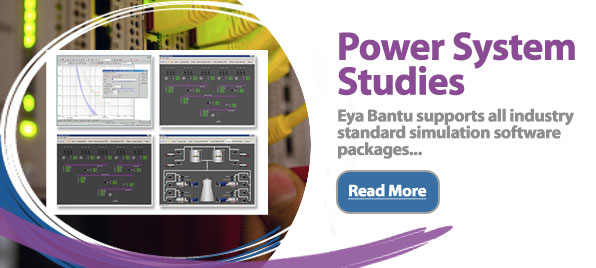 Power System
Studies
Eya Bantu supports all industry
standard simulation software
packages...
Read More